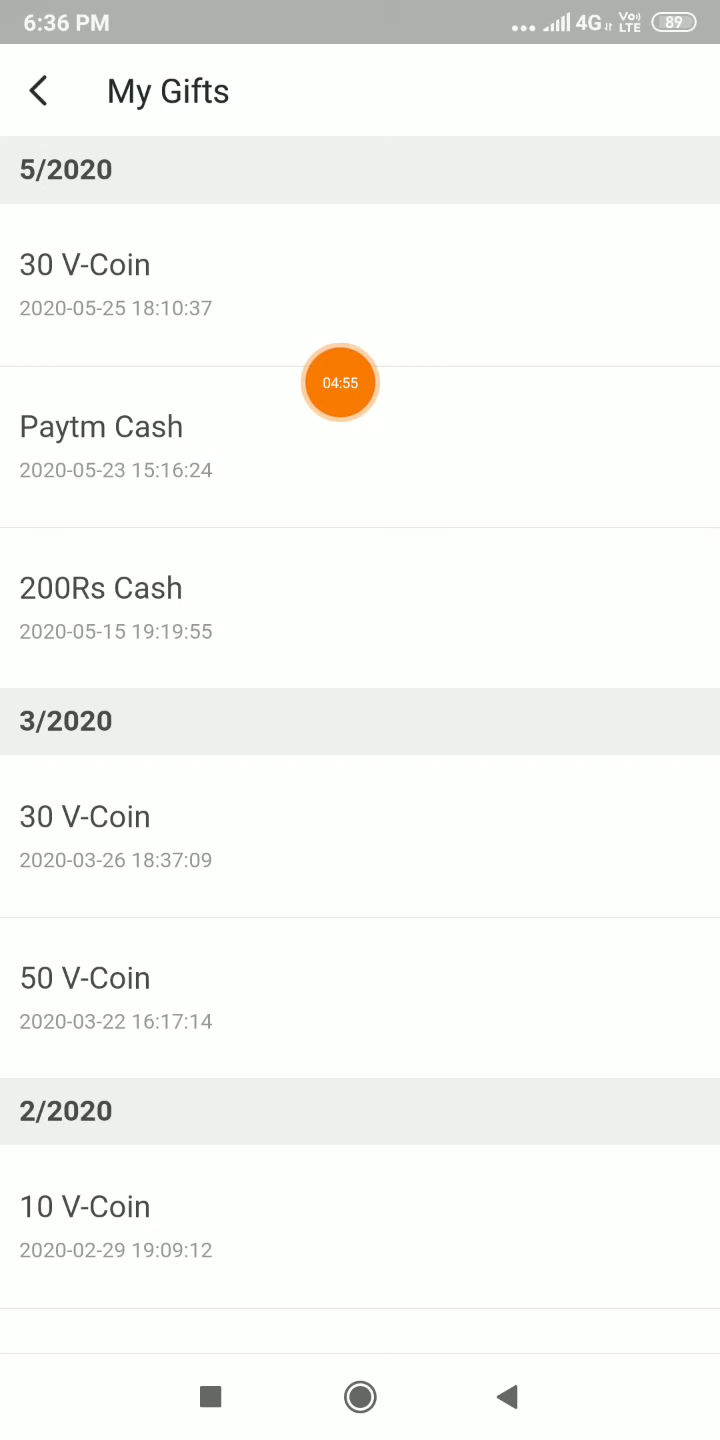 6:36 PM
4G Vo)) LTE 89
My Gifts
5/2020
30 V-Coin
2020-05-25 18:10:37
04:55
Paytm Cash
2020-05-23 15:16:24
200Rs Cash
2020-05-15 19:19:55
3/2020
30 V-Coin
2020-03-26 18:37:09
50 V-Coin
2020-03-22 16:17:14
2/2020
10 V-Coin
2020-02-29 19:09:12